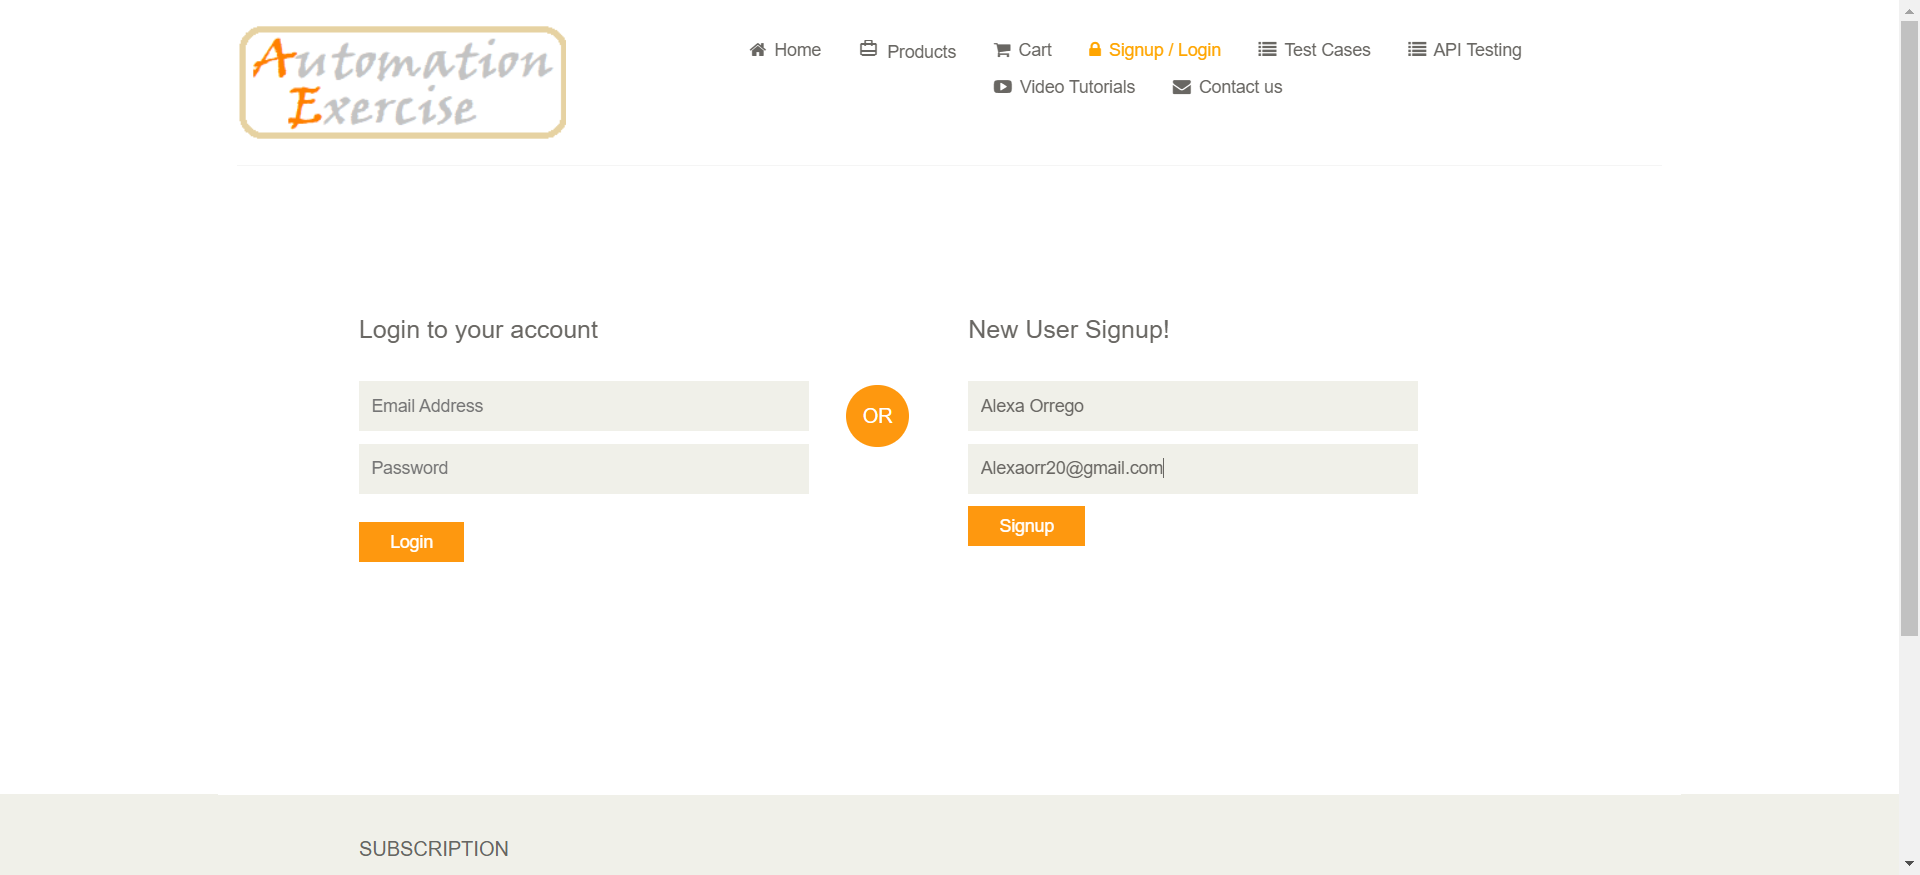 Automation
Exercise
Home
Products
Cart
Signup / Login
Test Cases
API Testing
Video Tutorials
Contact us
Login to your account
Email Address
Password
Login
OR
New User Signup!
Alexa Orrego
Alexaorr20@gmail.com
Signup
SUBSCRIPTION